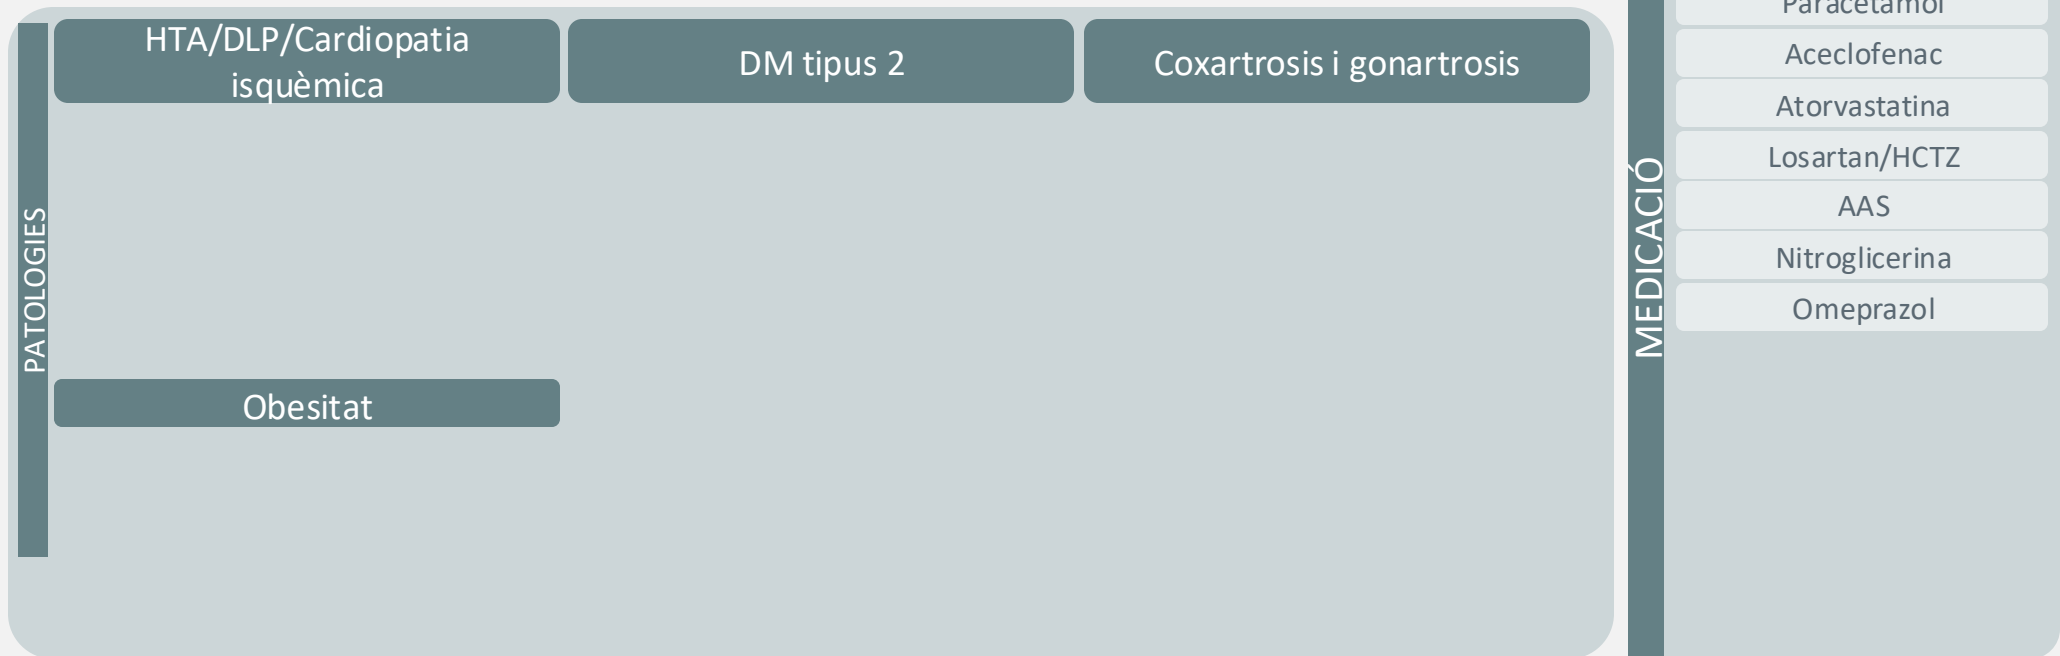 PATOLOGIES
HTA/DLP/Cardiopatia
isquèmica
DM tipus 2
Coxartrosis i gonartrosis
Obesitat
MEDICACIÓ
Paracetamol
Aceclofenac
Atorvastatina
Losartan/HCTZ
AAS
Nitroglicerina
Omeprazol